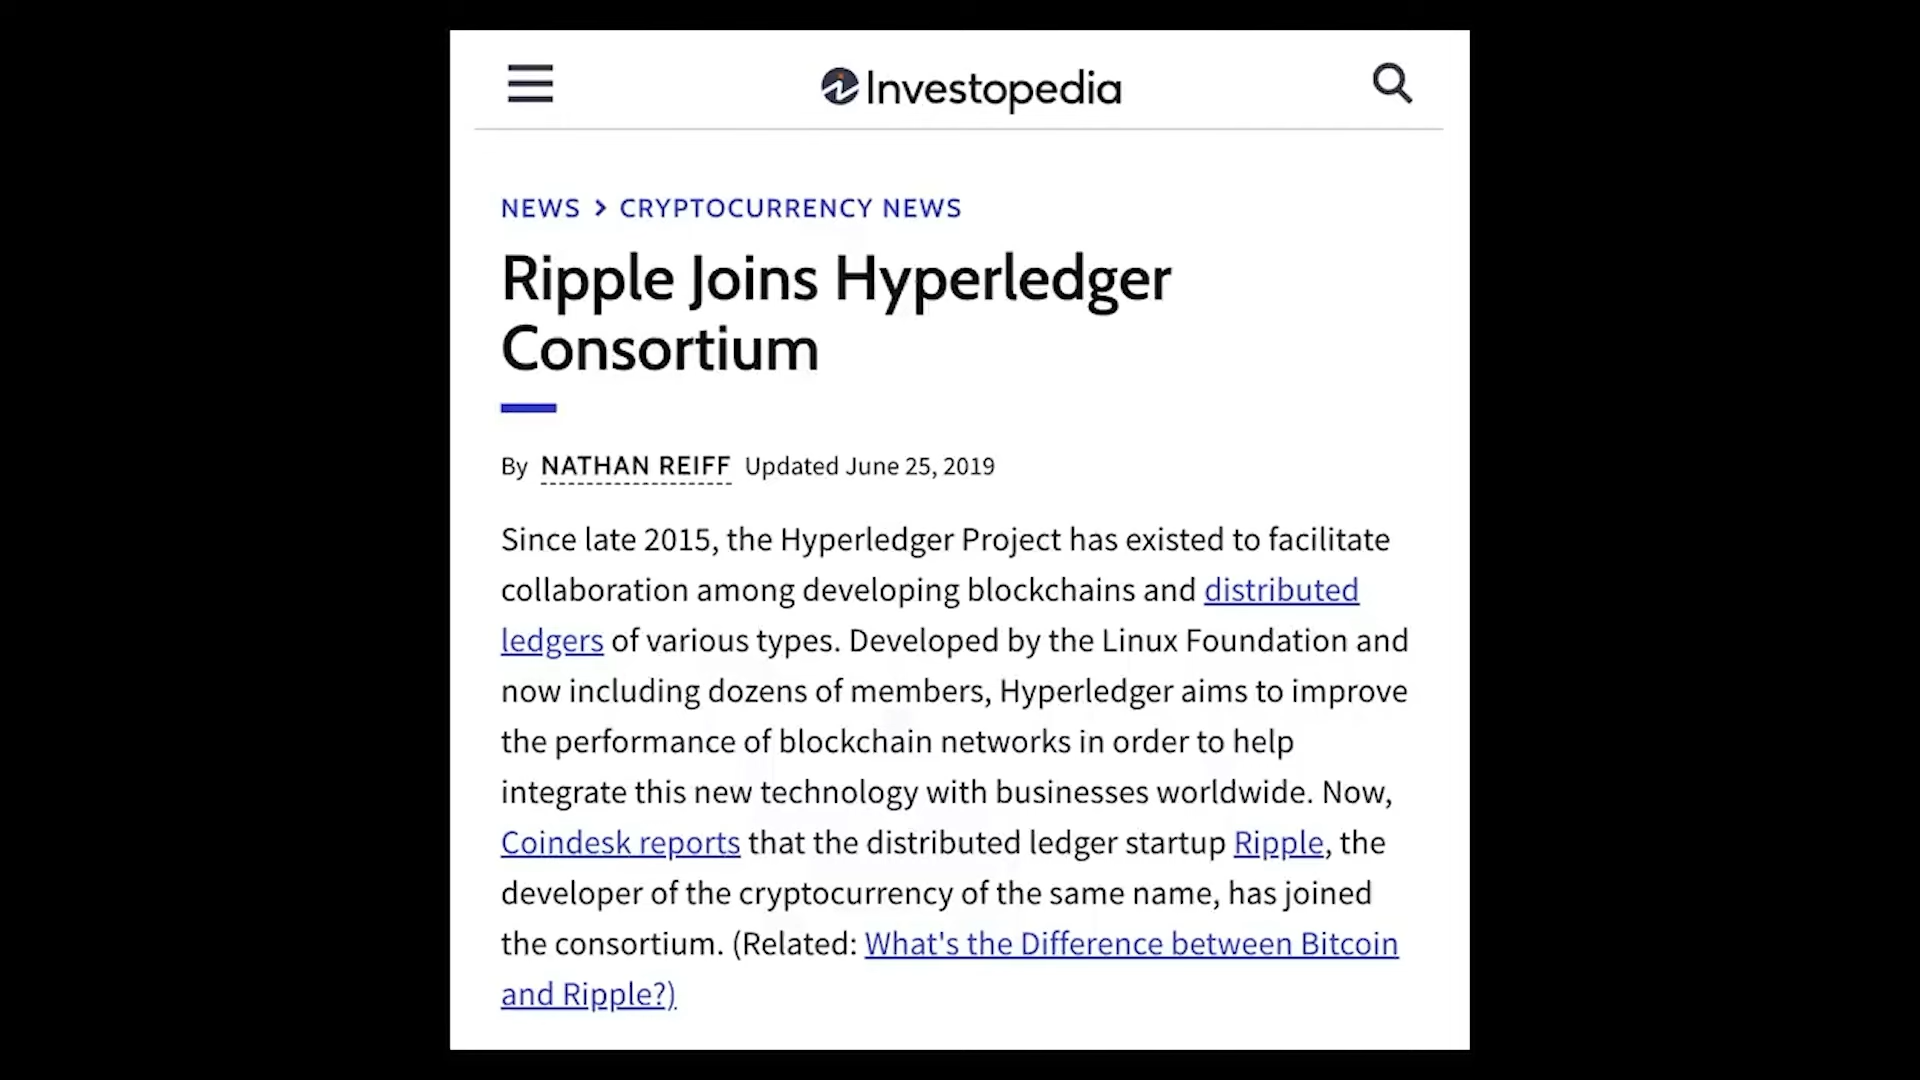 Investopedia
NEWS > CRYPTOCURRENCY NEWS
Ripple Joins Hyperledger
Consortium
By NATHAN REIFF Updated June 25, 2019
Since late 2015, the Hyperledger Project has existed to facilitate
collaboration among developing blockchains and distributed
ledgers of various types. Developed by the Linux Foundation and
now including dozens of members, Hyperledger aims to improve
the performance of blockchain networks in order to help
integrate this new technology with businesses worldwide. Now,
Coindesk reports that the distributed ledger startup Ripple, the
developer of the cryptocurrency of the same name, has joined
the consortium. (Related: What's the Difference between Bitcoin
and Ripple?)